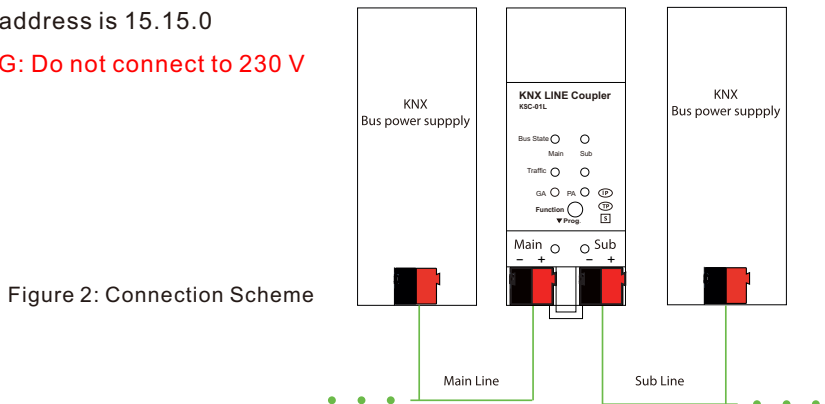 address is 15.15.0
G: Do not connect to 230 V
KNX
Bus power suppply
KNX LINE Coupler
KSC-01L
Bus State
Main Sub
Traffic
GA PA IP
TP
Function
S
▼Prog.
Main Sub
– + – +
KNX
Bus power suppply
Figure 2: Connection Scheme
Main Line
Sub Line